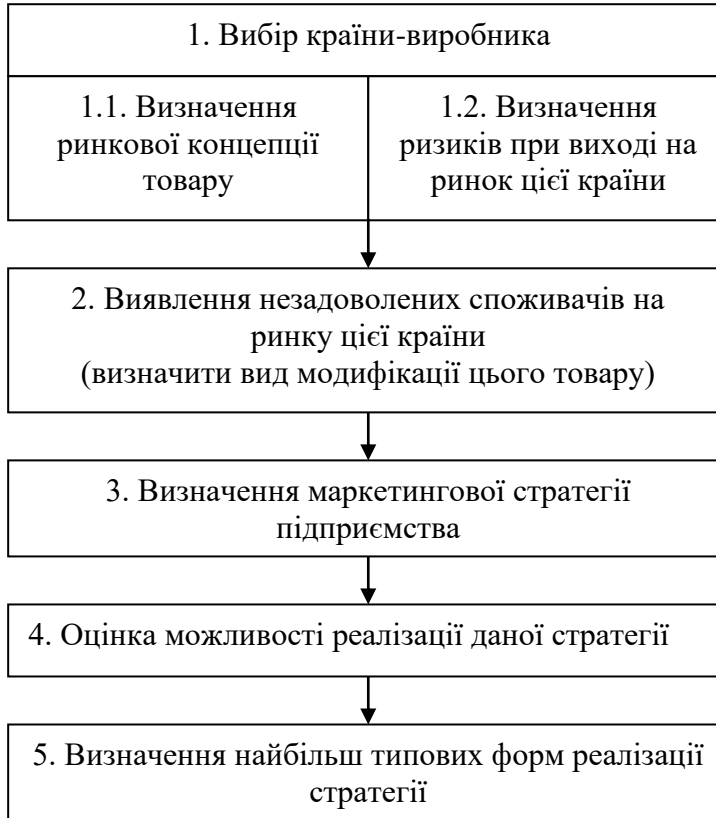 1. Вибір країни-виробника
1.1. Визначення
ринкової концепції
товару
1.2. Визначення
ризиків при виході на
ринок цієї країни
2. Виявлення незадоволених споживачів на
ринку цієї країни
(визначити вид модифікації цього товару)
3. Визначення маркетингової стратегії
підприємства
4. Оцінка можливості реалізації даної стратегії
5. Визначення найбільш типових форм реалізації
стратегії